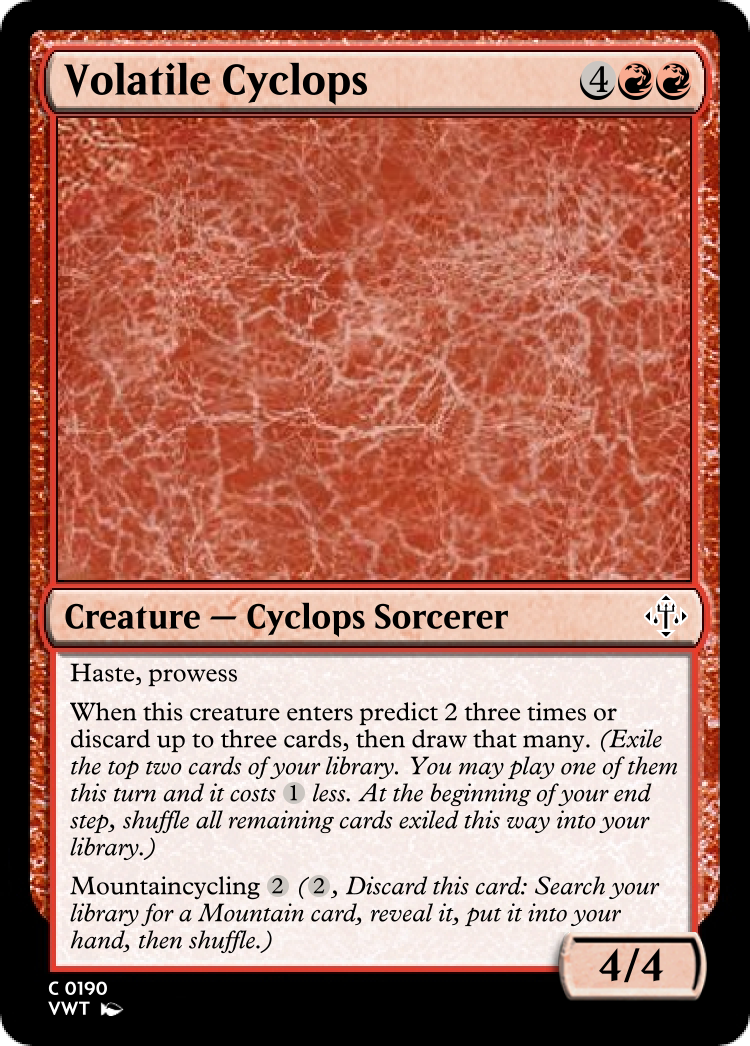 Volatile Cyclops 4
Creature — Cyclops Sorcerer
Haste, prowess
When this creature enters predict 2 three times or
discard up to three cards, then draw that many. (Exile
the top two cards of your library. You may play one of them
this turn and it costs 1 less. At the beginning of your end
step, shuffle all remaining cards exiled this way into your
library.)
Mountaincycling 2 (2, Discard this card: Search your
library for a Mountain card, reveal it, put it into your
hand, then shuffle.)
4/4
C 0190
VWT